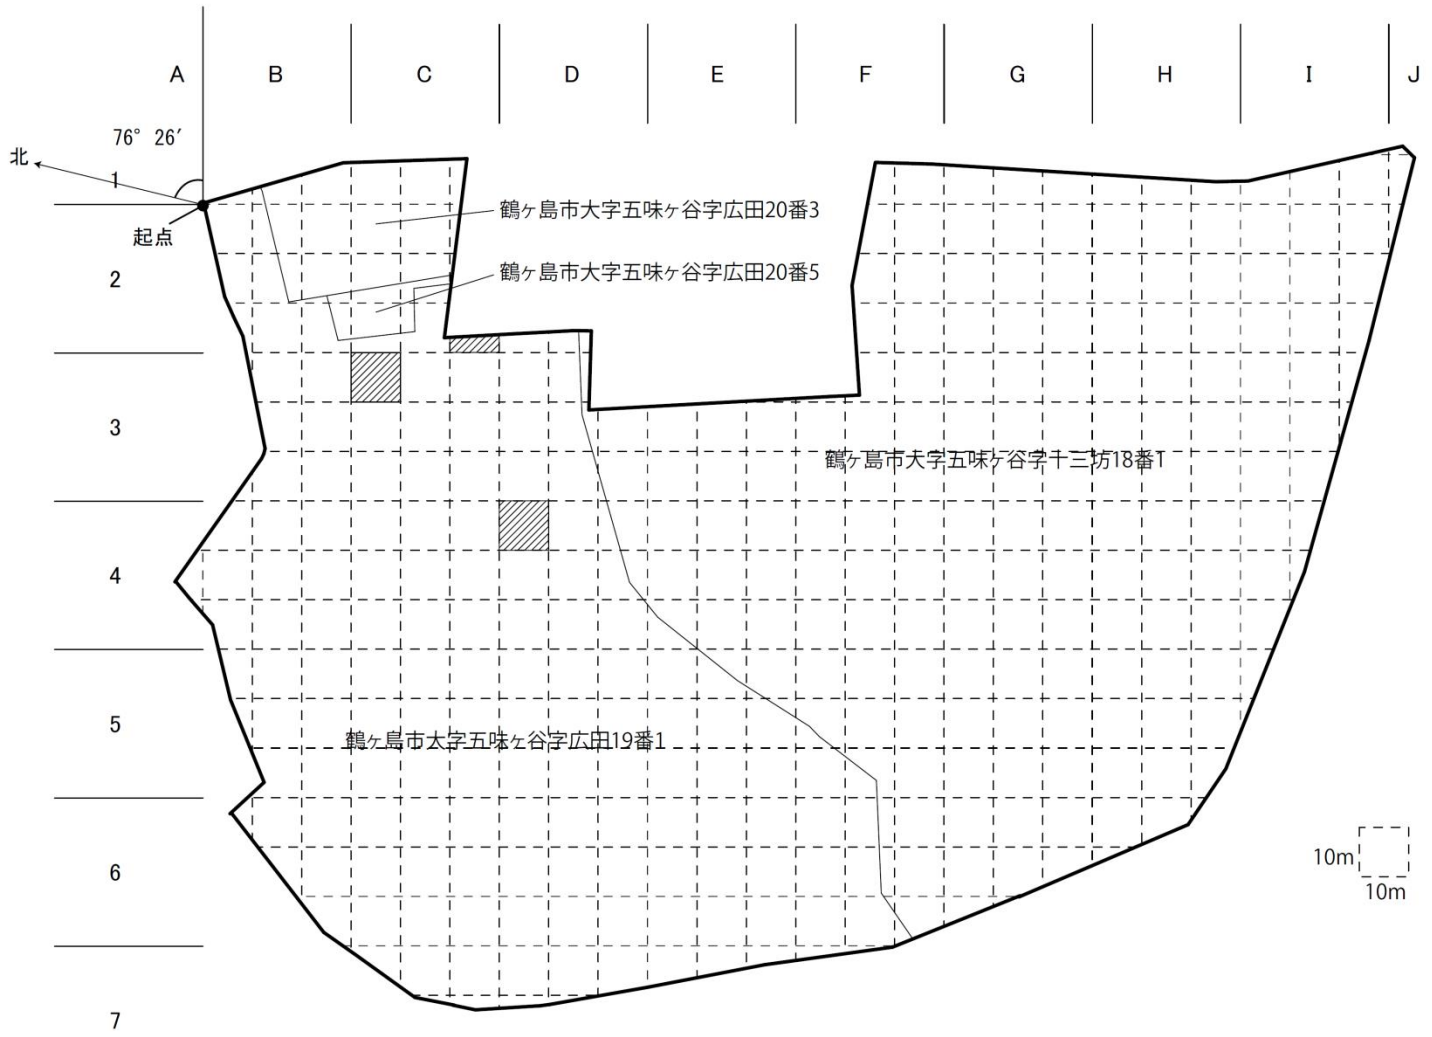 A B C D E F G H I J
76° 26′
北
1
起点
鶴ヶ島市大字五味ヶ谷字広田20番3
鶴ヶ島市大字五味ヶ谷字広田20番5
2
3
鶴ヶ島市大字五味ヶ谷字十三坊18番1
4
5
鶴ヶ島市大字五味ヶ谷字広田19番1
6
10m
10m
7